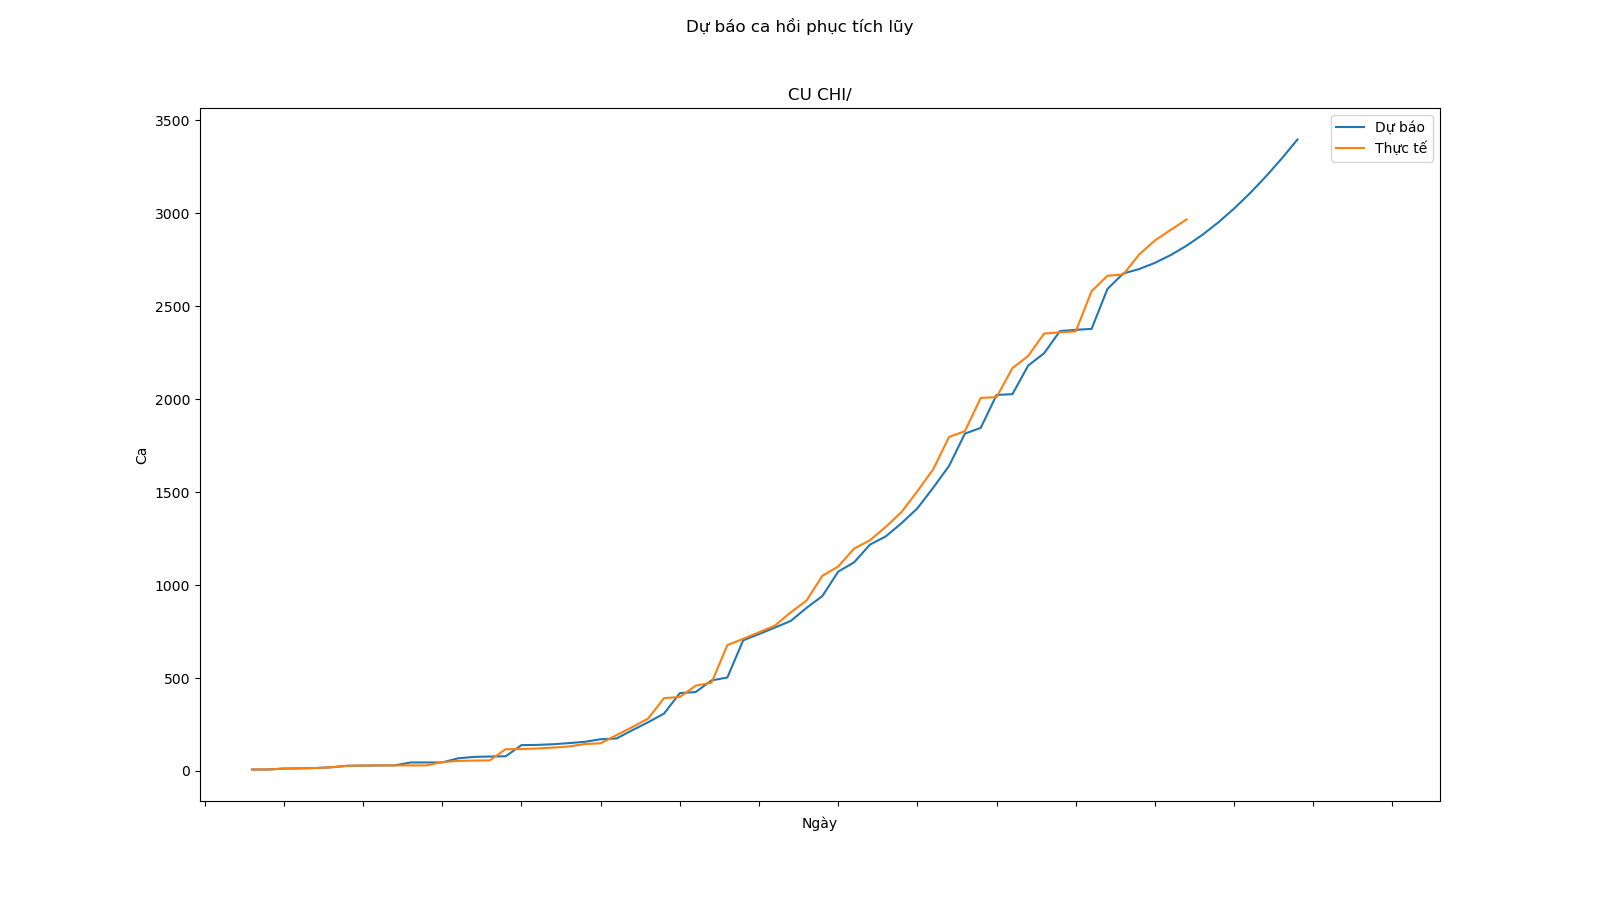 Dự báo ca hồi phục tích lũy
CU CHI/
3500
3000
2500
2000
1500
1000
500
0
Ca
Ngày
Dự báo
Thực tế